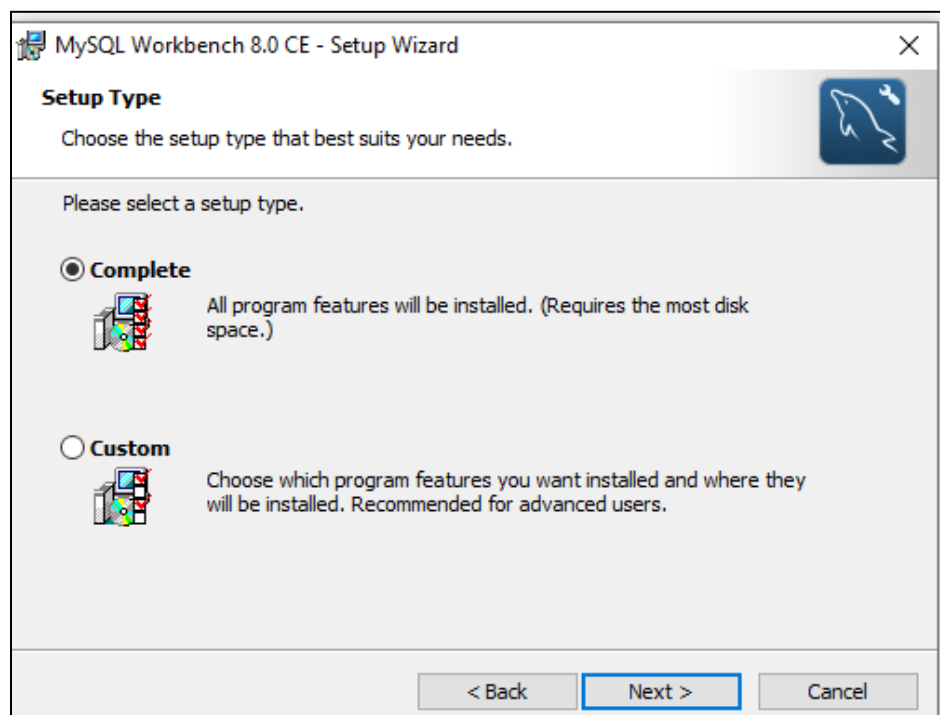 MySQL Workbench 8.0 CE - Setup Wizard
Setup Type
Choose the setup type that best suits your needs.
Please select a setup type.
Complete
All program features will be installed. (Requires the most disk
space.)
Custom
Choose which program features you want installed and where they
will be installed. Recommended for advanced users.
< Back
Next >
Cancel